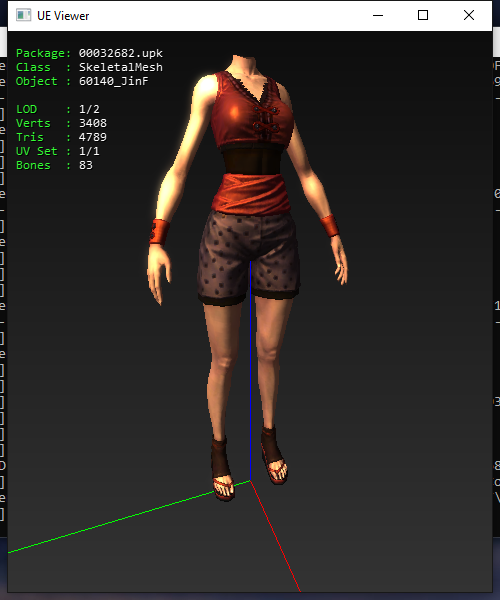 UE Viewer
Package: 00032682.upk
Class  : SkeletalMesh
Object : 60140_JinF
LOD    : 1/2
Verts  : 3408
Tris   : 4789
UV Set : 1/1
Bones  : 83